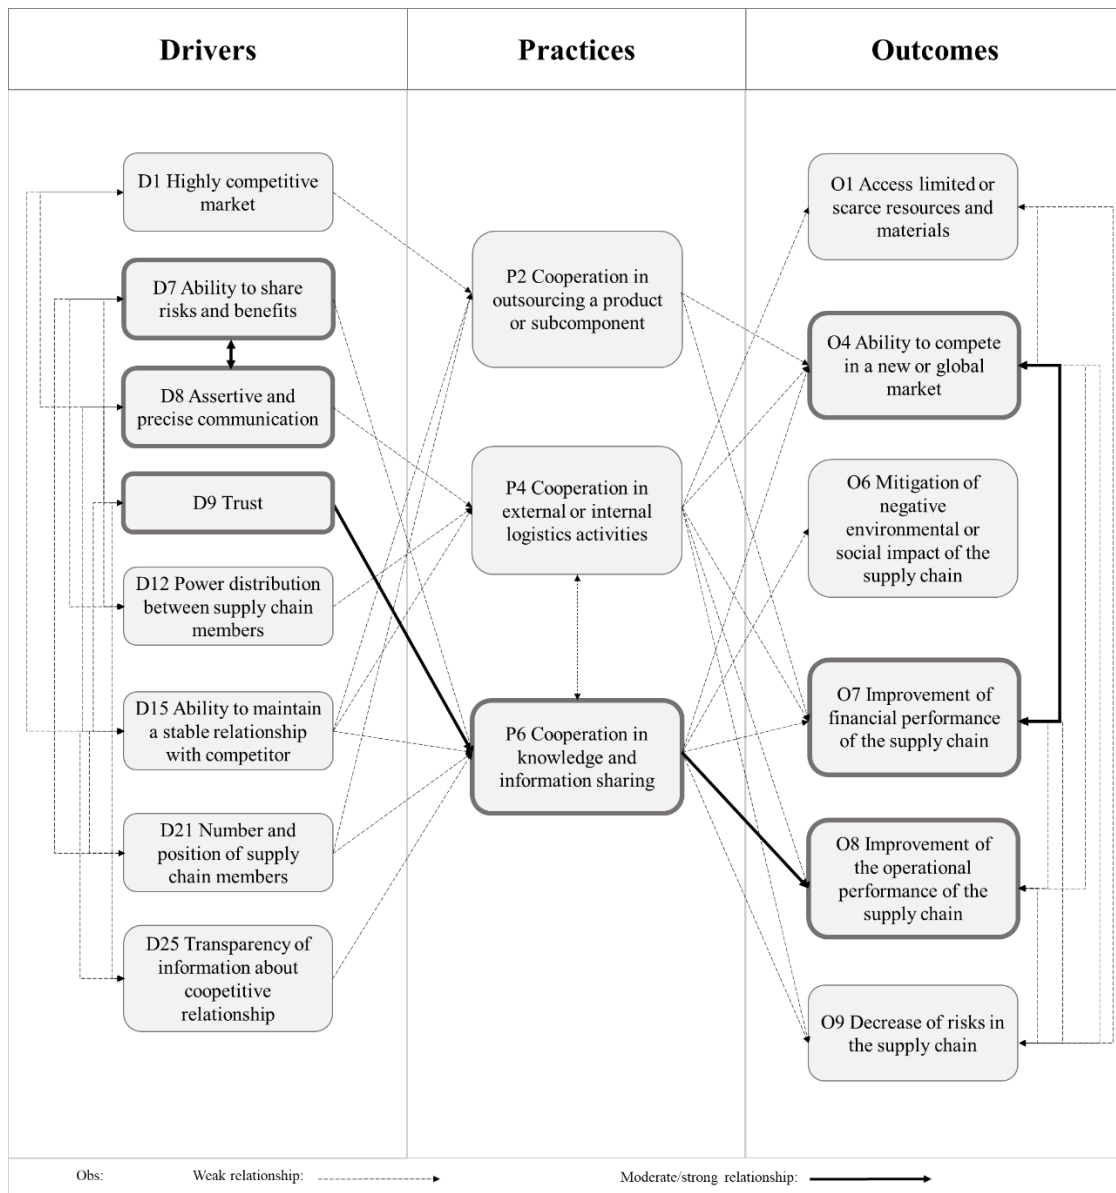 Drivers
Practices
Outcomes
D1 Highly competitive
market
D7 Ability to share
risks and benefits
D8 Assertive and
precise communication
D9 Trust
D12 Power distribution
between supply chain
members
D15 Ability to maintain
a stable relationship
with competitor
D21 Number and
position of supply
chain members
D25 Transparency of
information about
coopetitive
relationship
P2 Cooperation in
outsourcing a product
or subcomponent
P4 Cooperation in
external or internal
logistics activities
P6 Cooperation in
knowledge and
information sharing
O1 Access limited or
scarce resources and
materials
O4 Ability to compete
in a new or global
market
O6 Mitigation of
negative
environmental or
social impact of the
supply chain
O7 Improvement of
financial performance
of the supply chain
O8 Improvement of
the operational
performance of the
supply chain
O9 Decrease of risks in
the supply chain
Obs:
Weak relationship:
Moderate/strong relationship: